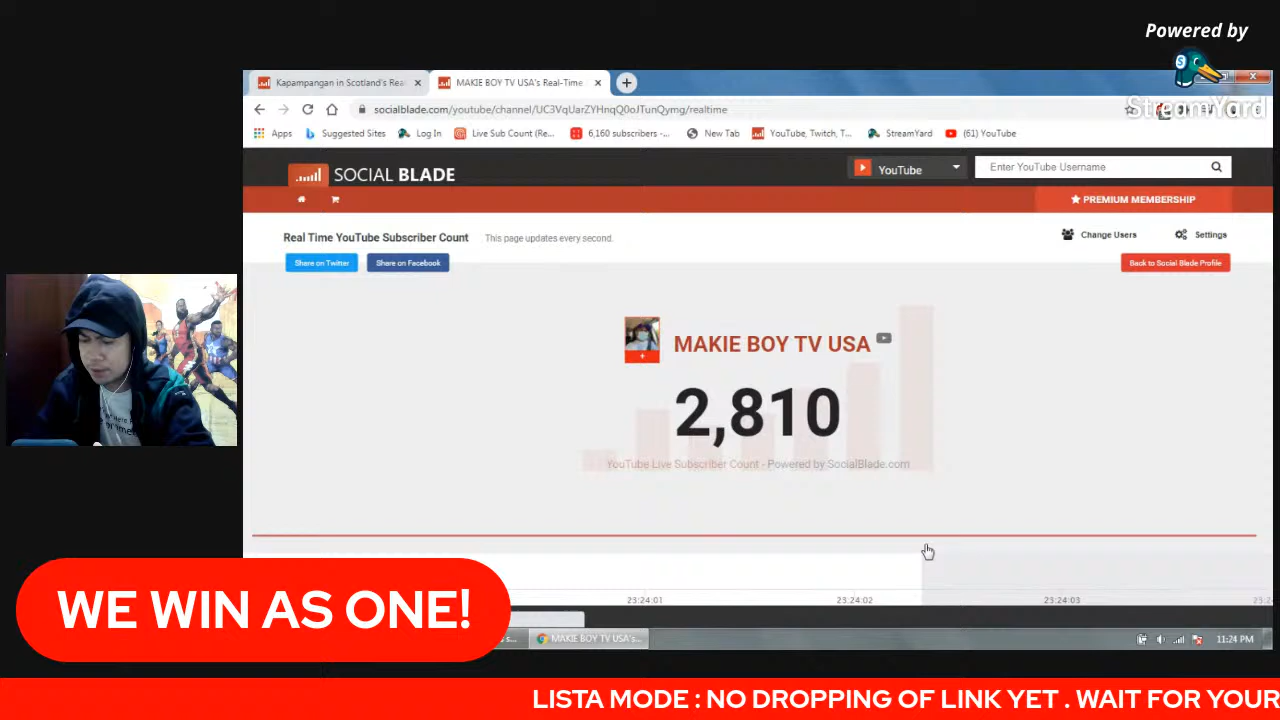 Powered by
StreamYard
Kapampangan in Scotland's Rea
MAKIE BOY TV USA's Real-Time
socialblade.com/youtube/channel/UC3VqUarZYHnqQ0oJTunQymg/realtime
Apps Suggested Sites Log In Live Sub Count (Re... 6,160 subscribers -... New Tab YouTube, Twitch, T... StreamYard (61) YouTube
SOCIAL BLADE
YouTube
Enter YouTube Username
PREMIUM MEMBERSHIP
Real Time YouTube Subscriber Count
This page updates every second.
Change Users
Settings
Share on Twitter
Share on Facebook
Back to Social Blade Profile
MAKIE BOY TV USA
2,810
YouTube Live Subscriber Count - Powered by SocialBlade.com
23:24:01 23:24:02 23:24:03
WE WIN AS ONE!
MAKIE BOY TV USA's...
11:24 PM
LISTA MODE : NO DROPPING OF LINK YET . WAIT FOR YOUR